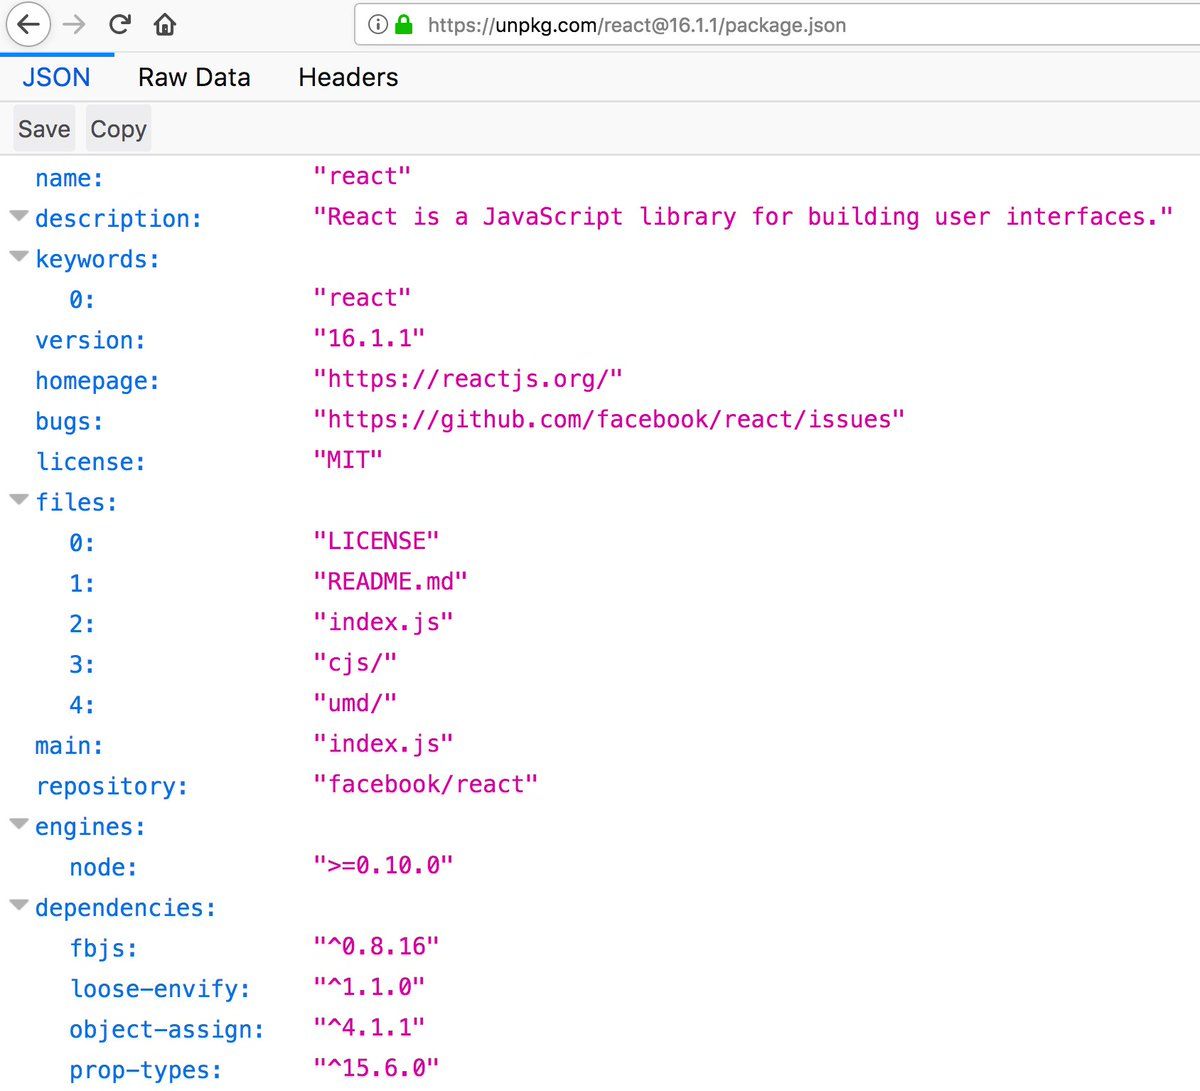 https://unpkg.com/react@16.1.1/package.json
JSON Raw Data Headers
Save Copy
name: "react"
description: "React is a JavaScript library for building user interfaces."
keywords:
0: "react"
version: "16.1.1"
homepage: "https://reactjs.org/"
bugs: "https://github.com/facebook/react/issues"
license: "MIT"
files:
0: "LICENSE"
1: "README.md"
2: "index.js"
3: "cjs/"
4: "umd/"
main: "index.js"
repository: "facebook/react"
engines:
node: ">=0.10.0"
dependencies:
fbjs: "^0.8.16"
loose-envify: "^1.1.0"
object-assign: "^4.1.1"
prop-types: "^15.6.0"